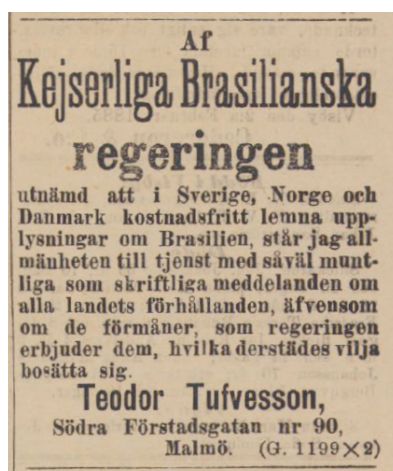 Af
Kejserliga Brasilianska
regeringen
utnämd att i Sverige, Norge och
Danmark kostnadsfritt lemna upp-
lysningar om Brasilien, står jag all-
mänheten till tjenst med såväl munt-
liga som skriftliga meddelanden om
alla landets förhållanden, äfvensom
om de förmåner, som regeringen
erbjuder dem, hvilka derstädes vilja
bosätta sig.
Teodor Tufvesson,
Södra Förstadsgatan nr 90,
Malmö. (G. 1199×2)